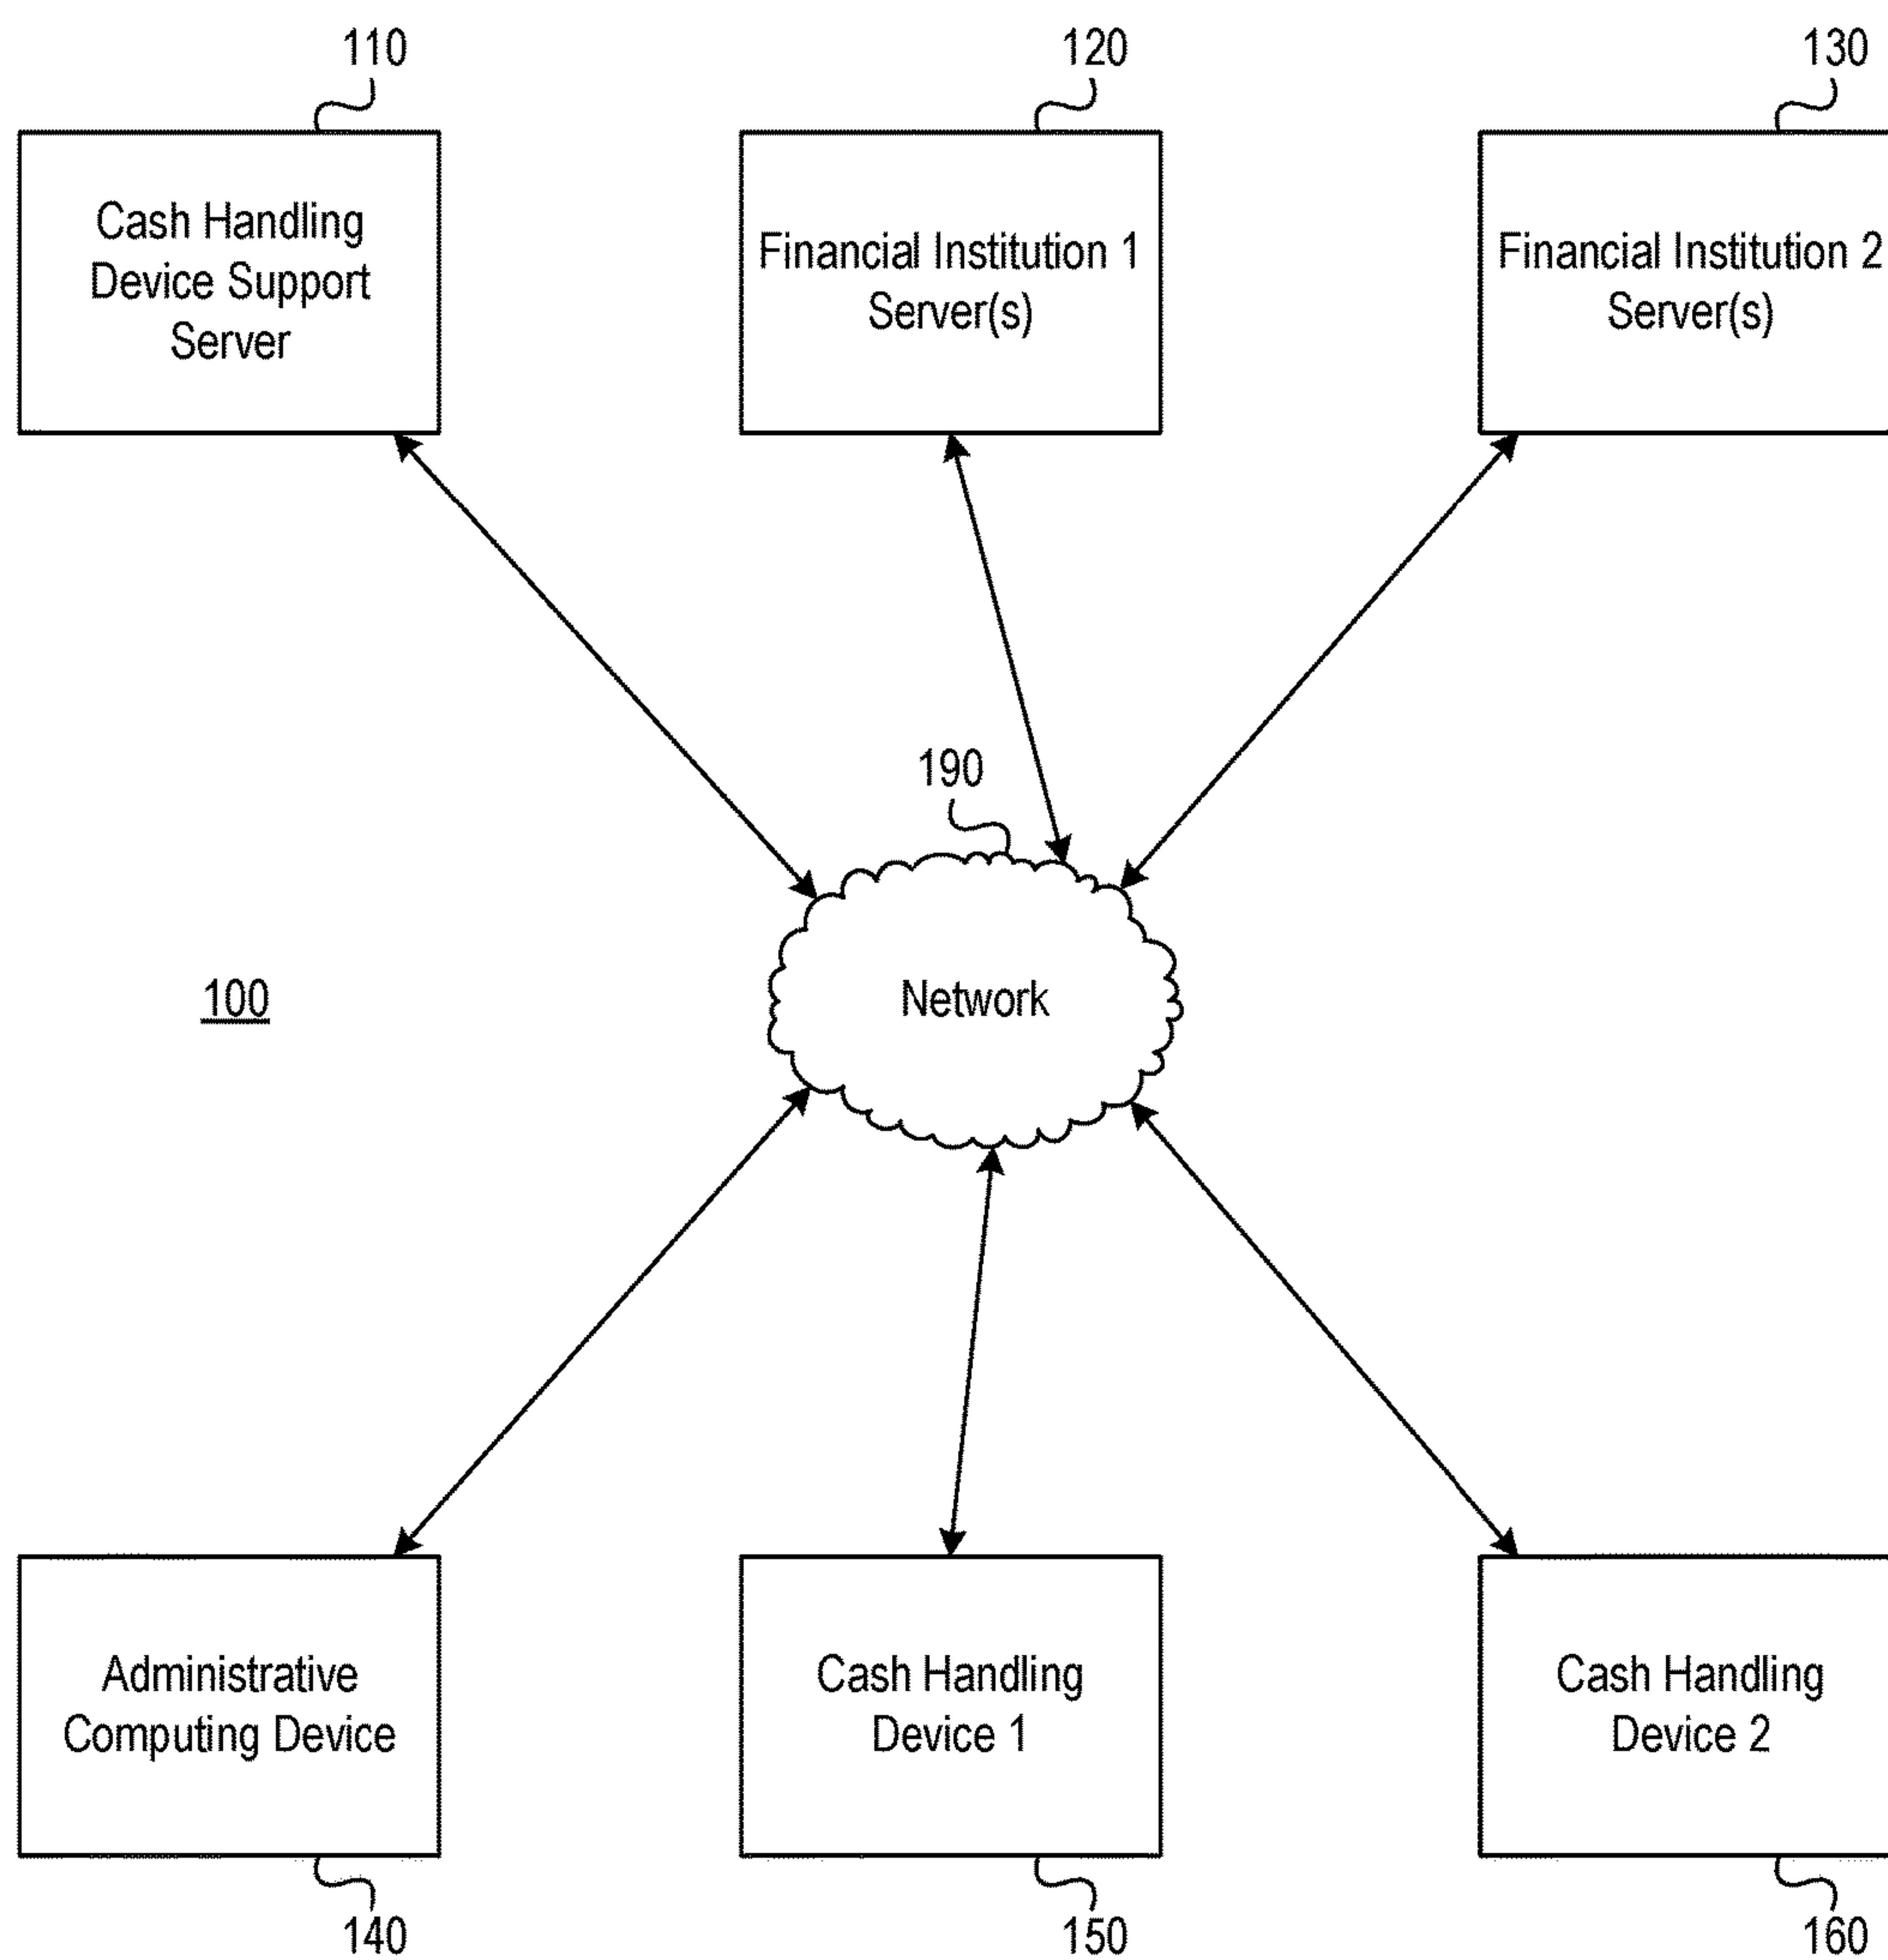 110
120
130
Cash Handling
Device Support
Server
Financial Institution 1
Server(s)
Financial Institution 2
Server(s)
190
Network
100
Administrative
Computing Device
Cash Handling
Device 1
Cash Handling
Device 2
140
150
160